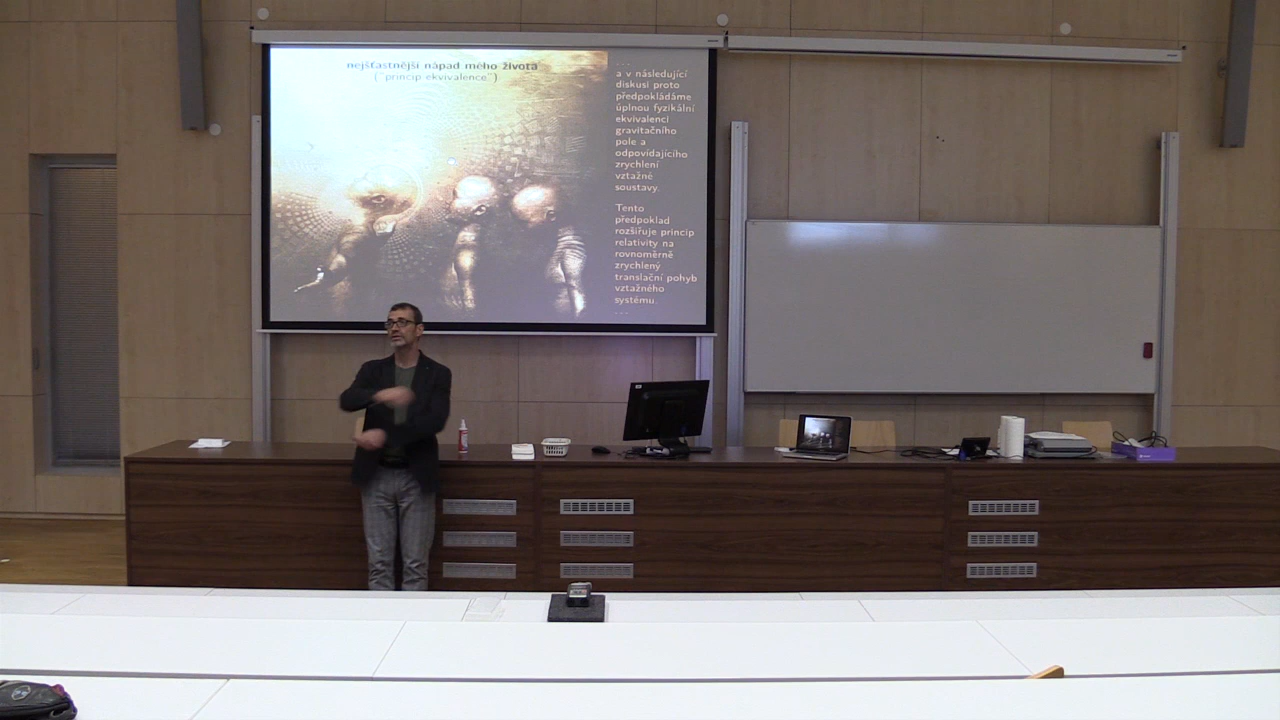 nejšťastnější nápad mého života
("princip ekvivalence")
...
a v následující
diskusi proto
předpokládáme
úplnou fyzikální
ekvivalenci
gravitačního
pole a
odpovídajícího
zrychlení
vztažné
soustavy.
Tento
předpoklad
rozšiřuje princip
relativity na
rovnoměrně
zrychlený
translační pohyb
vztažného
systému.
...